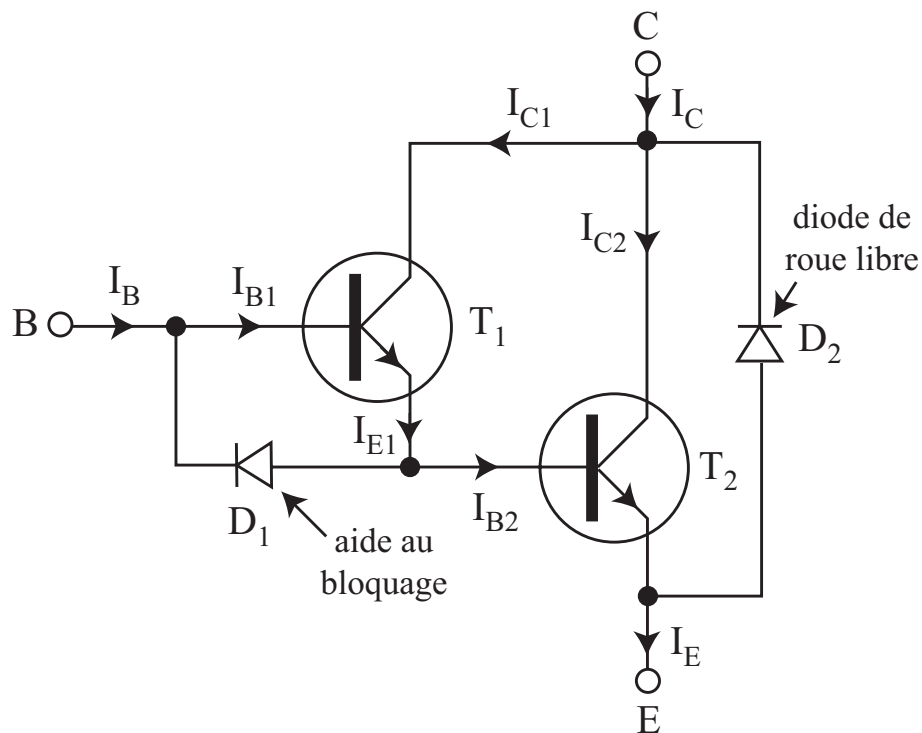 C
I_C1
I_C
diode de
roue libre
I_C2
I_B
I_B1
B
T_1
D_2
I_E1
T_2
D_1
I_B2
aide au
bloquage
I_E
E